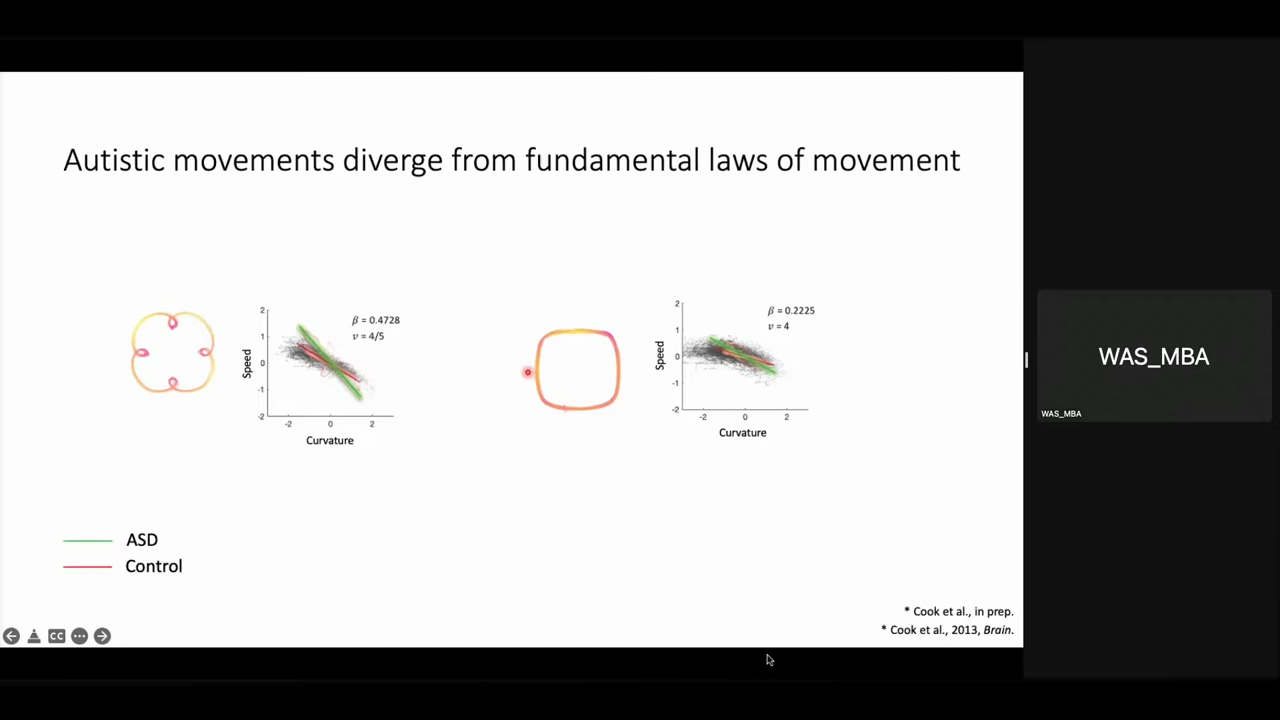 Autistic movements diverge from fundamental laws of movement
2
1
0
-1
-2
-2
0
2
Speed
Curvature
β = 0.4728
v = 4/5
2
1
0
-1
-2
-2
0
2
Speed
Curvature
β = 0.2225
v = 4
ASD
Control
* Cook et al., in prep.
* Cook et al., 2013, Brain.
CC
WAS_MBA
WAS_MBA